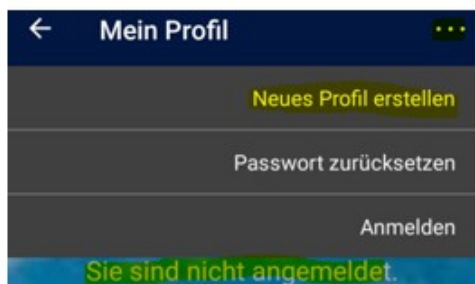 Mein Profil
Neues Profil erstellen
Passwort zurücksetzen
Anmelden
Sie sind nicht angemeldet.